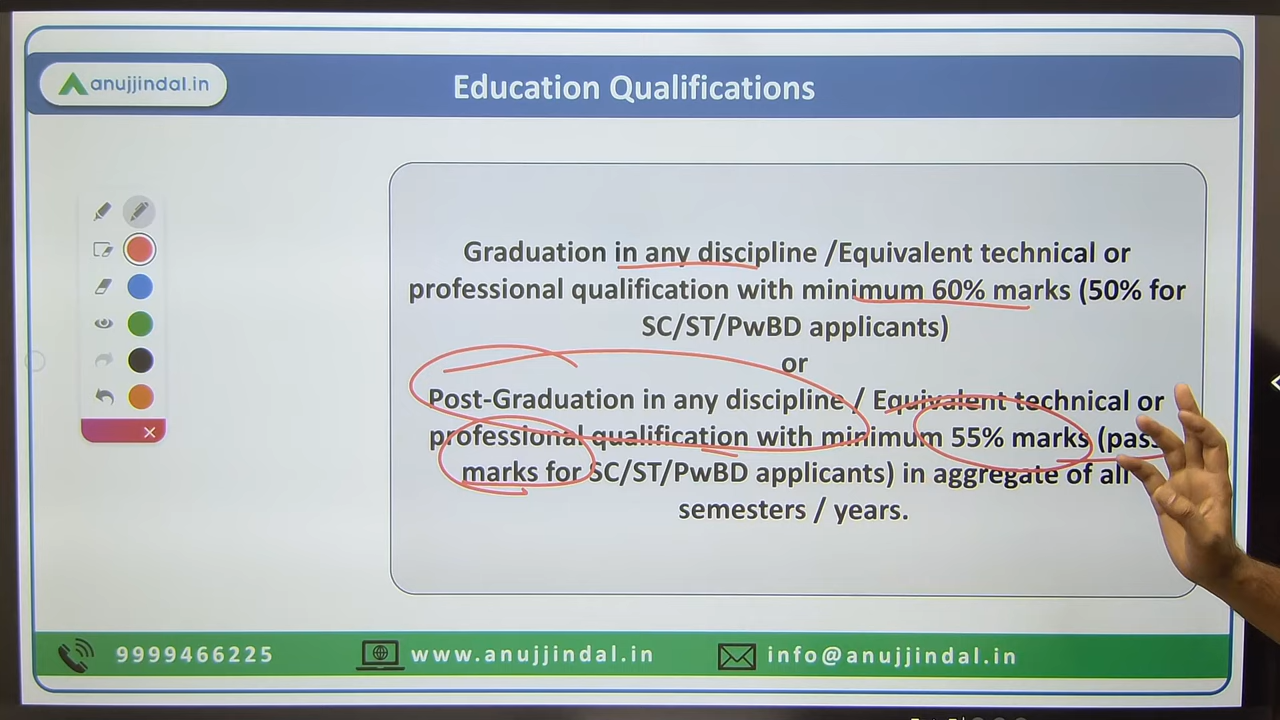 anujjindal.in
Education Qualifications
Graduation in any discipline /Equivalent technical or
professional qualification with minimum 60% marks (50% for
SC/ST/PwBD applicants)
or
Post-Graduation in any discipline / Equivalent technical or
professional qualification with minimum 55% marks (pass
marks for SC/ST/PwBD applicants) in aggregate of all
semesters / years.
9999466225
www.anujjindal.in
info@anujjindal.in